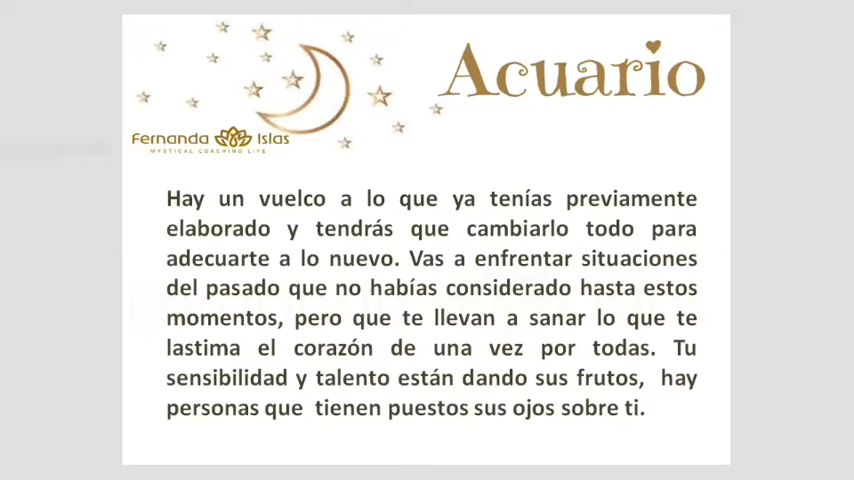 Acuario
Fernanda Islas
MYSTICAL COACHING LIFE
Hay un vuelco a lo que ya tenías previamente
elaborado y tendrás que cambiarlo todo para
adecuarte a lo nuevo. Vas a enfrentar situaciones
del pasado que no habías considerado hasta estos
momentos, pero que te llevan a sanar lo que te
lastima el corazón de una vez por todas. Tu
sensibilidad y talento están dando sus frutos, hay
personas que tienen puestos sus ojos sobre ti.